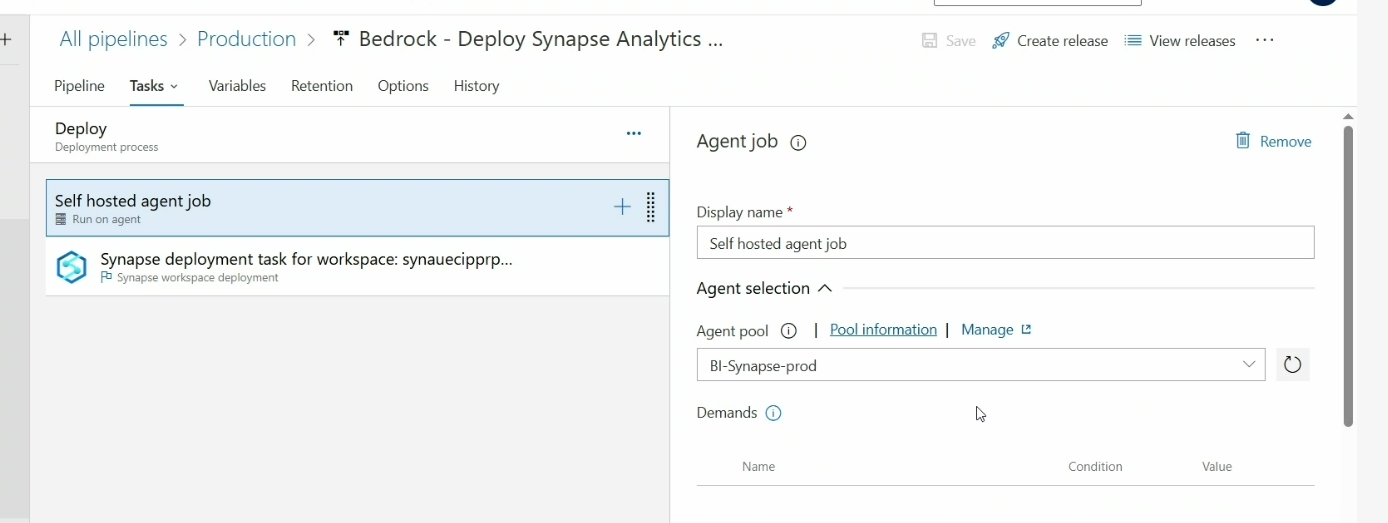 All pipelines > Production > Bedrock - Deploy Synapse Analytics ...
Save Create release View releases ...
Pipeline Tasks Variables Retention Options History
Deploy
Deployment process
...
Self hosted agent job
Run on agent
Synapse deployment task for workspace: synauecipprp...
Synapse workspace deployment
Agent job
Remove
Display name *
Self hosted agent job
Agent selection
Agent pool | Pool information | Manage
BI-Synapse-prod
Demands
Name Condition Value